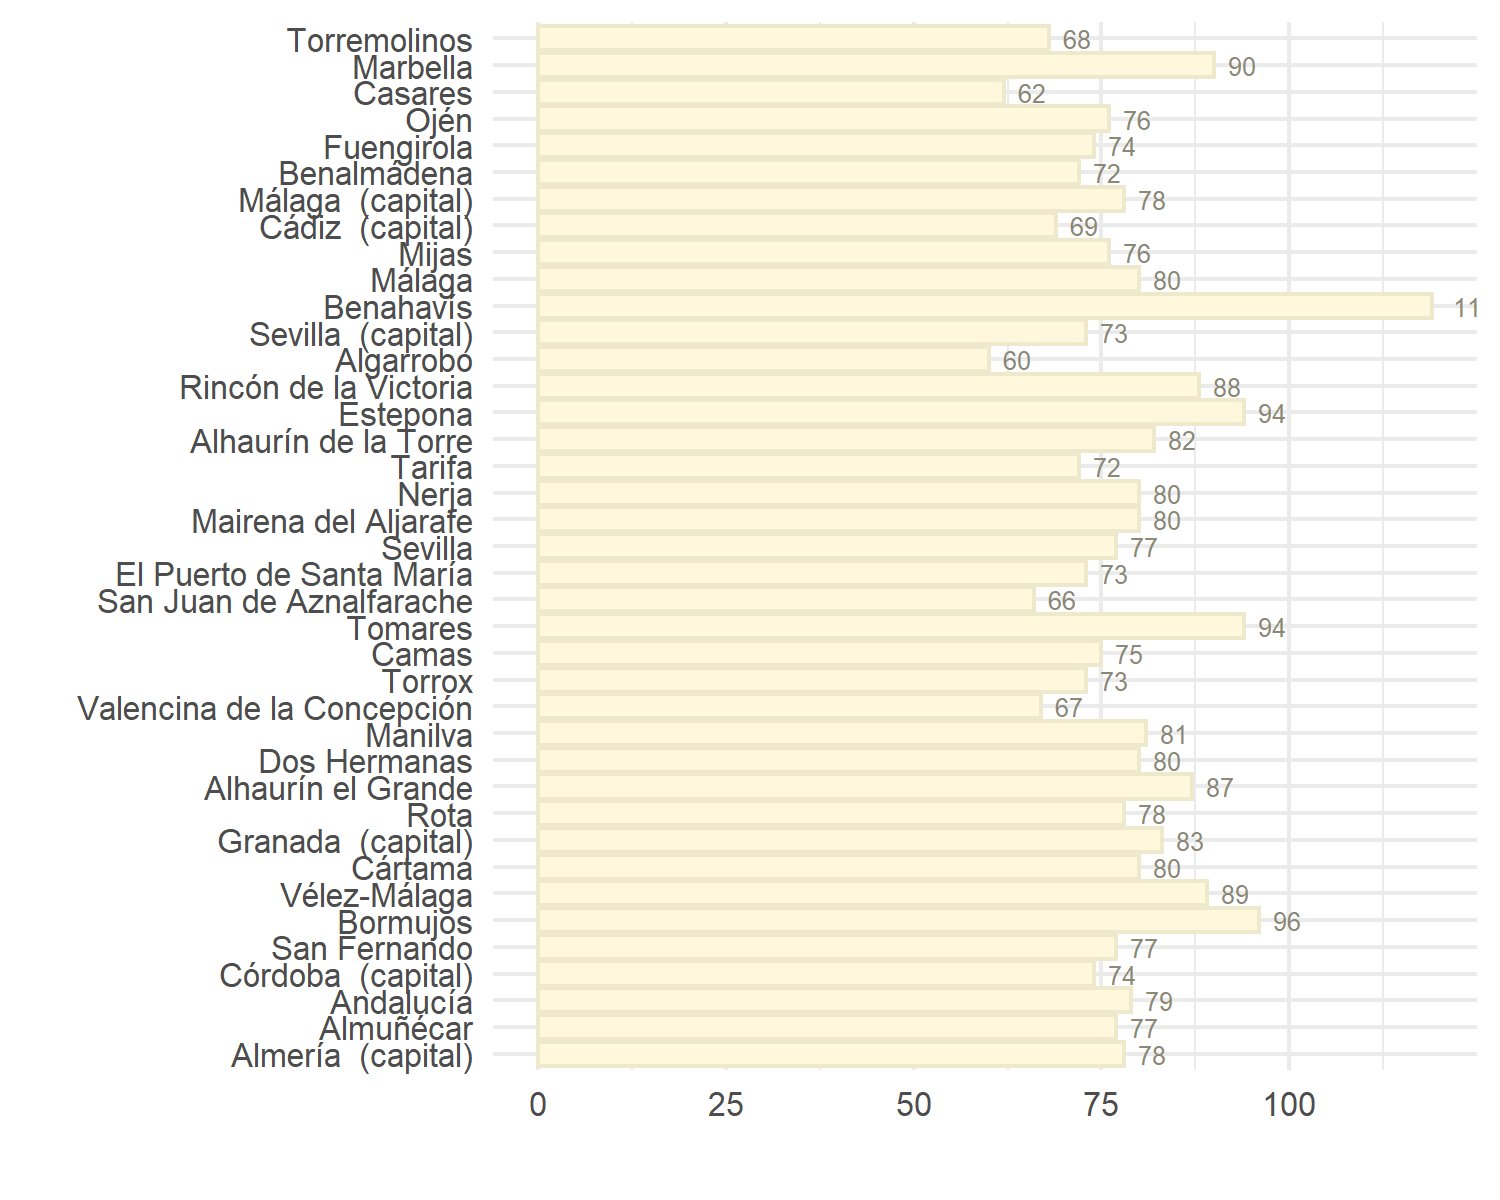 Torremolinos 68
Marbella 90
Casares 62
Ojén 76
Fuengirola 74
Benalmádena 72
Málaga  (capital) 78
Cádiz  (capital) 69
Mijas 76
Málaga 80
Benahavís 11
Sevilla  (capital) 73
Algarrobo 60
Rincón de la Victoria 88
Estepona 94
Alhaurín de la Torre 82
Tarifa 72
Nerja 80
Mairena del Aljarafe 80
Sevilla 77
El Puerto de Santa María 73
San Juan de Aznalfarache 66
Tomares 94
Camas 75
Torrox 73
Valencina de la Concepción 67
Manilva 81
Dos Hermanas 80
Alhaurín el Grande 87
Rota 78
Granada  (capital) 83
Cártama 80
Vélez-Málaga 89
Bormujos 96
San Fernando 77
Córdoba  (capital) 74
Andalucía 79
Almuñécar 77
Almería  (capital) 78
0 25 50 75 100